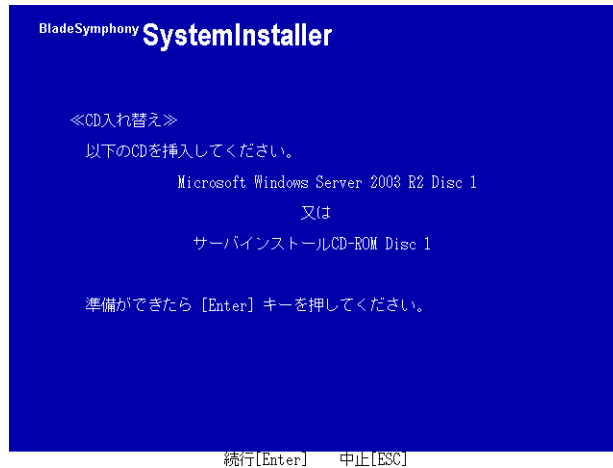 BladeSymphony SystemInstaller
≪CD入れ替え≫
以下のCDを挿入してください。
Microsoft Windows Server 2003 R2 Disc 1
又は
サーバインストールCD-ROM Disc 1
準備ができたら [Enter] キーを押してください。
続行[Enter] 中止[ESC]